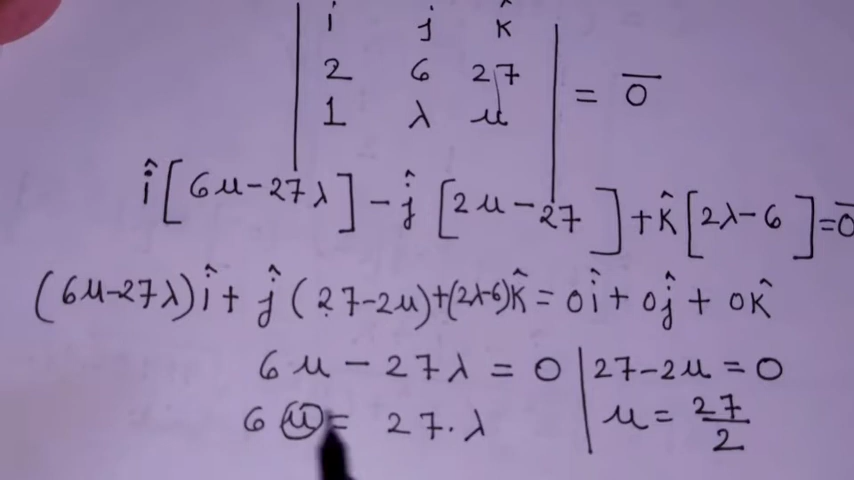 | î ĵ k̂ |
| 2 6 27 | = 0̄
| 1 λ μ |
î [6μ-27λ] - ĵ [2μ-27] + k̂ [2λ-6] = 0̄
(6μ-27λ)î + ĵ (27-2μ) + (2λ-6)k̂ = 0î + 0ĵ + 0k̂
6μ - 27λ = 0 | 27-2μ = 0
6 μ = 27·λ | μ = 27/2